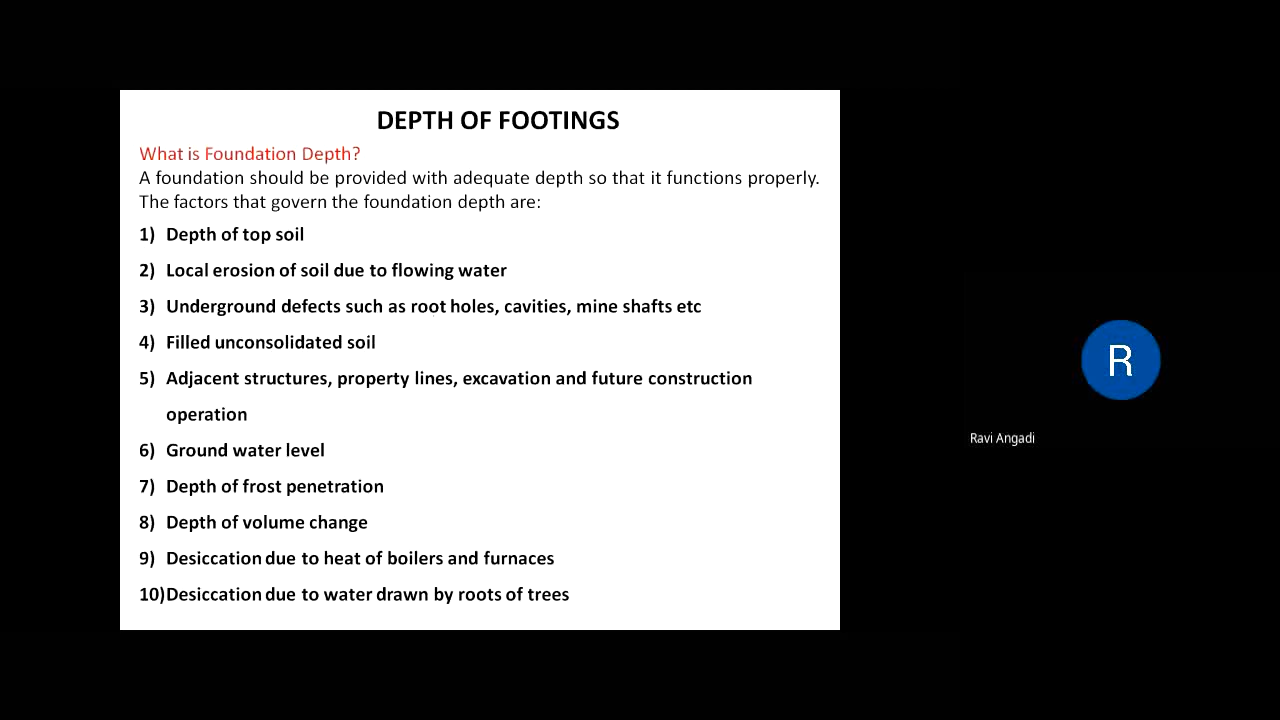 DEPTH OF FOOTINGS
What is Foundation Depth?
A foundation should be provided with adequate depth so that it functions properly.
The factors that govern the foundation depth are:
1) Depth of top soil
2) Local erosion of soil due to flowing water
3) Underground defects such as root holes, cavities, mine shafts etc
4) Filled unconsolidated soil
5) Adjacent structures, property lines, excavation and future construction
operation
6) Ground water level
7) Depth of frost penetration
8) Depth of volume change
9) Desiccation due to heat of boilers and furnaces
10)Desiccation due to water drawn by roots of trees
R
Ravi Angadi